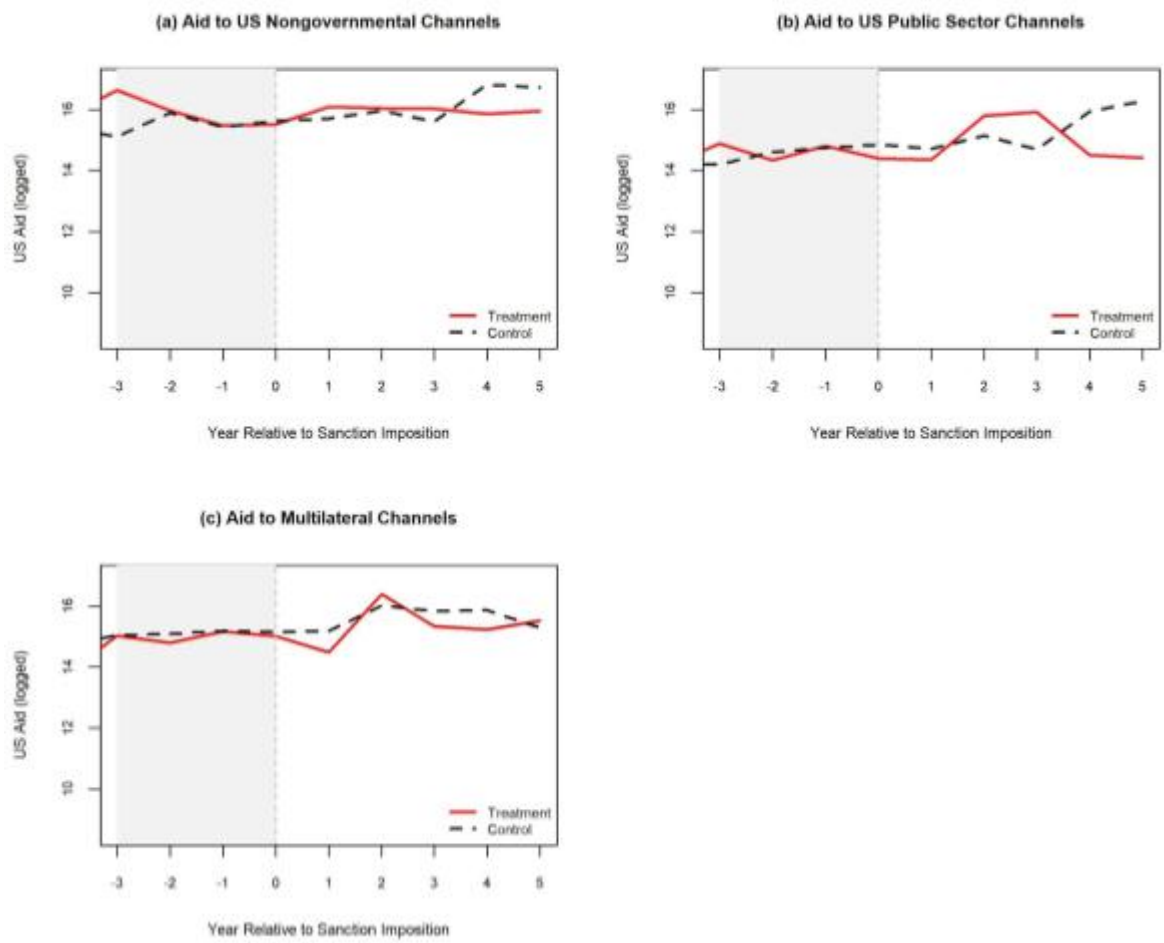 (a) Aid to US Nongovernmental Channels
US Aid (logged)
16
14
12
10
Treatment
Control
-3 -2 -1 0 1 2 3 4 5
Year Relative to Sanction Imposition
(b) Aid to US Public Sector Channels
US Aid (logged)
16
14
12
10
Treatment
Control
-3 -2 -1 0 1 2 3 4 5
Year Relative to Sanction Imposition
(c) Aid to Multilateral Channels
US Aid (logged)
16
14
12
10
Treatment
Control
-3 -2 -1 0 1 2 3 4 5
Year Relative to Sanction Imposition